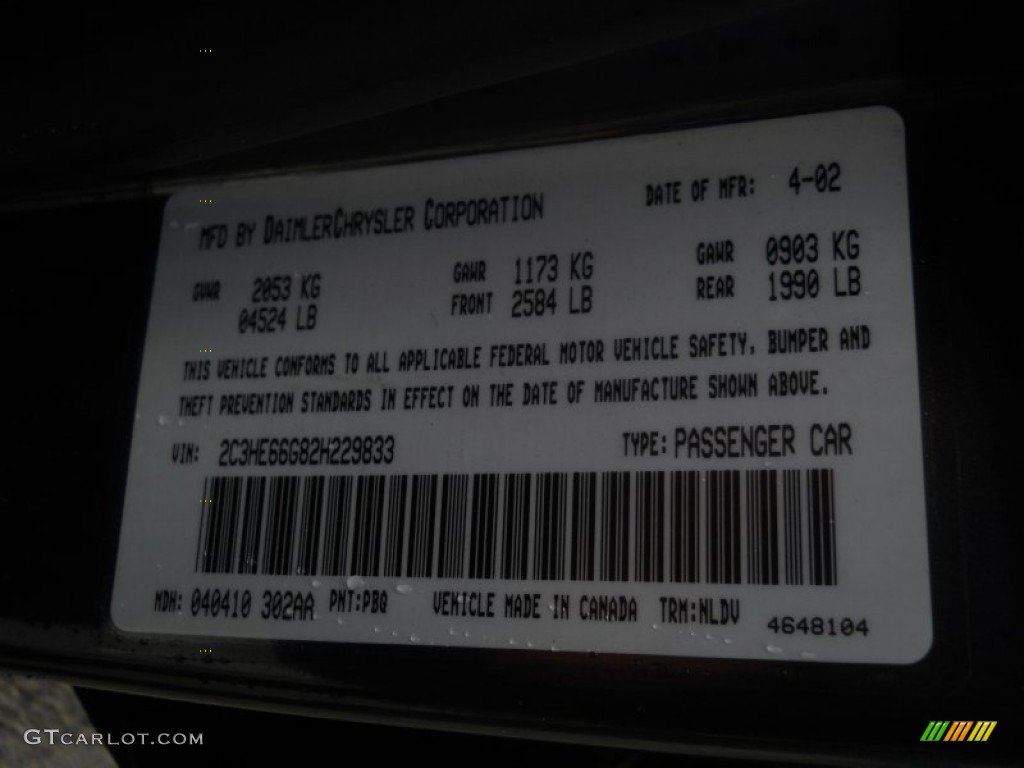 MFD BY DAIMLERCHRYSLER CORPORATION DATE OF MFR: 4-02
GVWR 2053 KG GAWR 1173 KG GAWR 0903 KG
04524 LB FRONT 2584 LB REAR 1990 LB
THIS VEHICLE CONFORMS TO ALL APPLICABLE FEDERAL MOTOR VEHICLE SAFETY, BUMPER AND
THEFT PREVENTION STANDARDS IN EFFECT ON THE DATE OF MANUFACTURE SHOWN ABOVE.
VIN: 2C3HE66G82H229833 TYPE: PASSENGER CAR
MDH: 040410 302AA PNT:PBQ VEHICLE MADE IN CANADA TRM:NLDV 4648104
GTCARLOT.COM